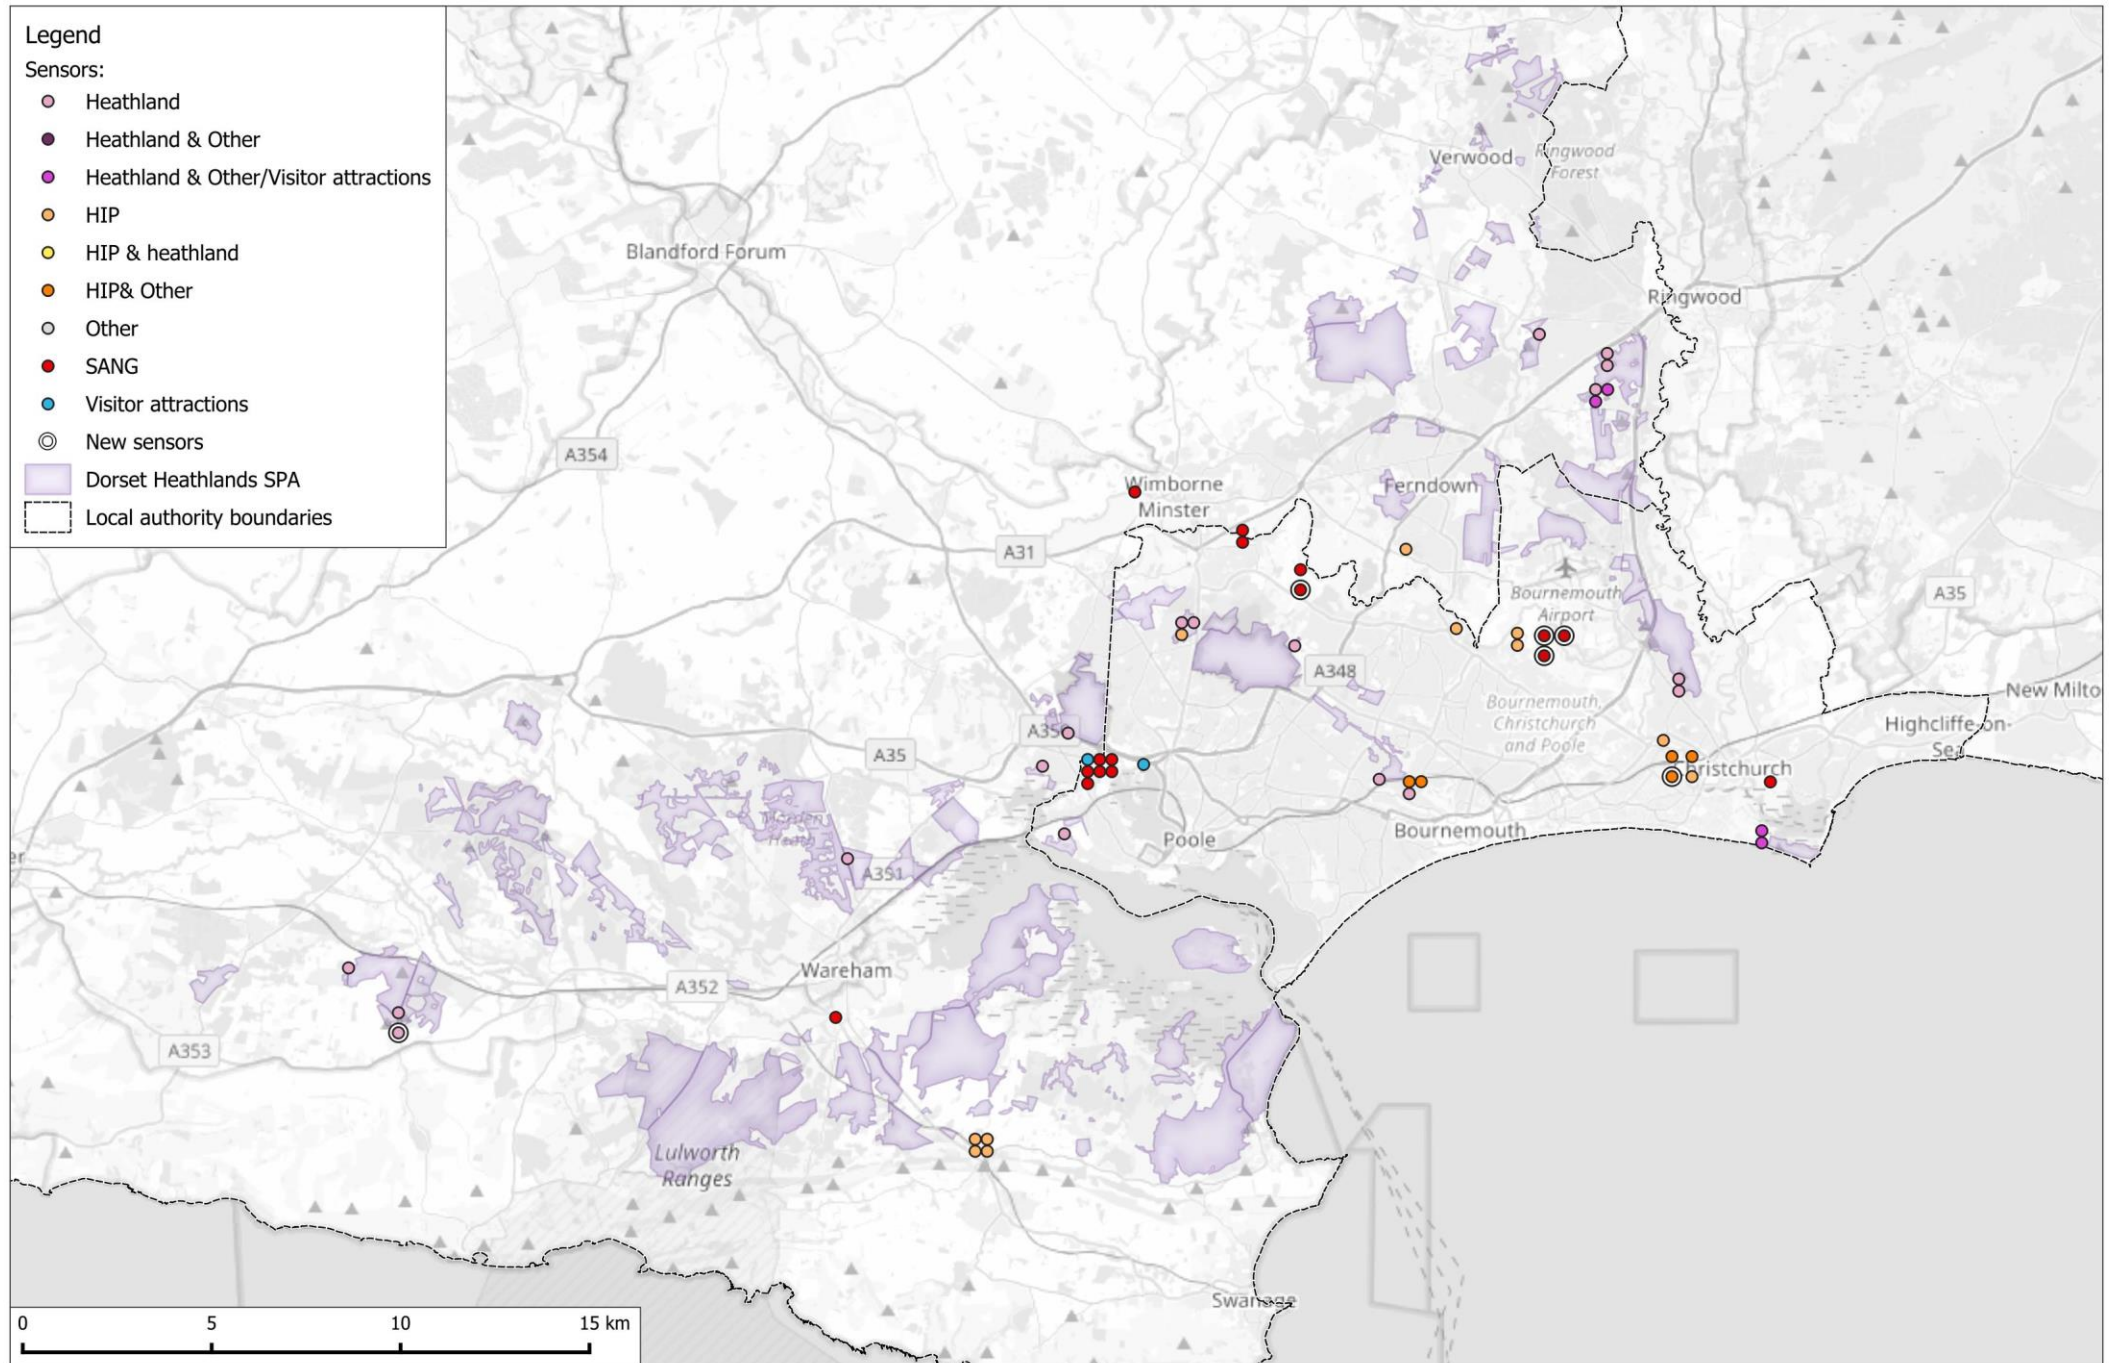 Legend
Sensors:
Heathland
Heathland & Other
Heathland & Other/Visitor attractions
HIP
HIP & heathland
HIP& Other
Other
SANG
Visitor attractions
New sensors
Dorset Heathlands SPA
Local authority boundaries
Verwood
Ringwood
Forest
Blandford Forum
Ringwood
A354
Wimborne
Minster
Ferndown
A31
Bournemouth
Airport
A35
A348
New Milto
Bournemouth,
Christchurch
and Poole
Highcliffe-on-
Sea
A35
A35
Christchurch
Morden
Heath
Poole
Bournemouth
er
A351
Wareham
A352
A353
Lulworth
Ranges
Swanage
0 5 10 15 km